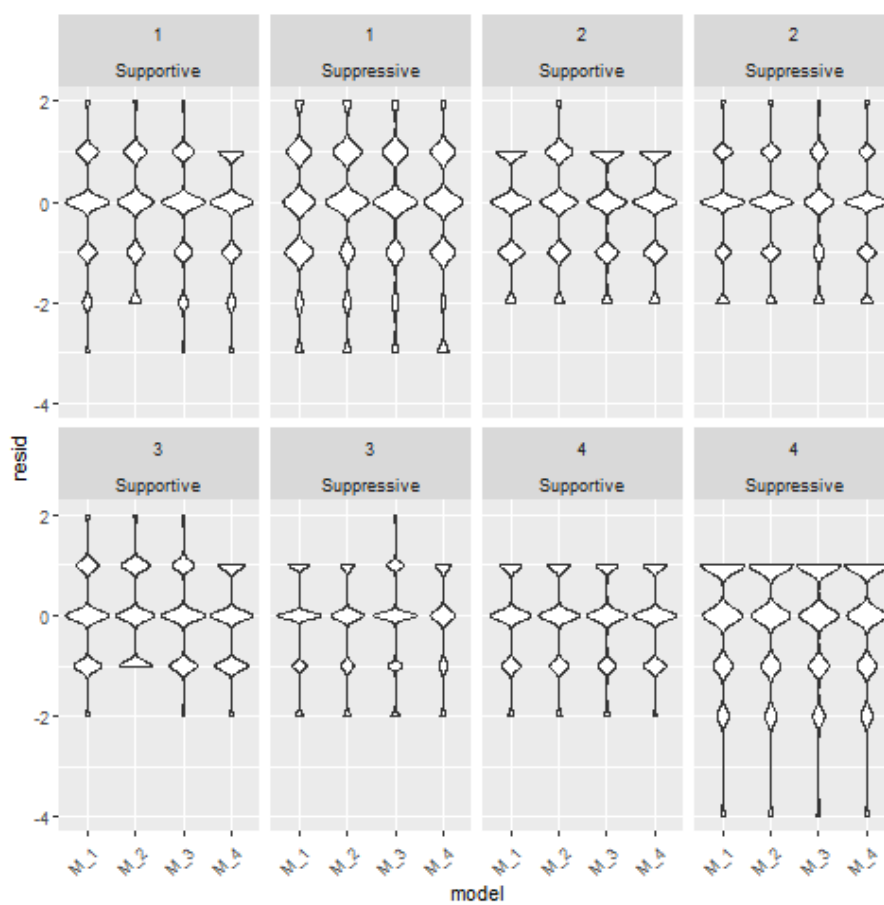 1 1 2 2
Supportive Suppressive Supportive Suppressive
2
0
-2
-4
resid
3 3 4 4
Supportive Suppressive Supportive Suppressive
2
0
-2
-4
M_1 M_2 M_3 M_4 M_1 M_2 M_3 M_4 M_1 M_2 M_3 M_4 M_1 M_2 M_3 M_4
model